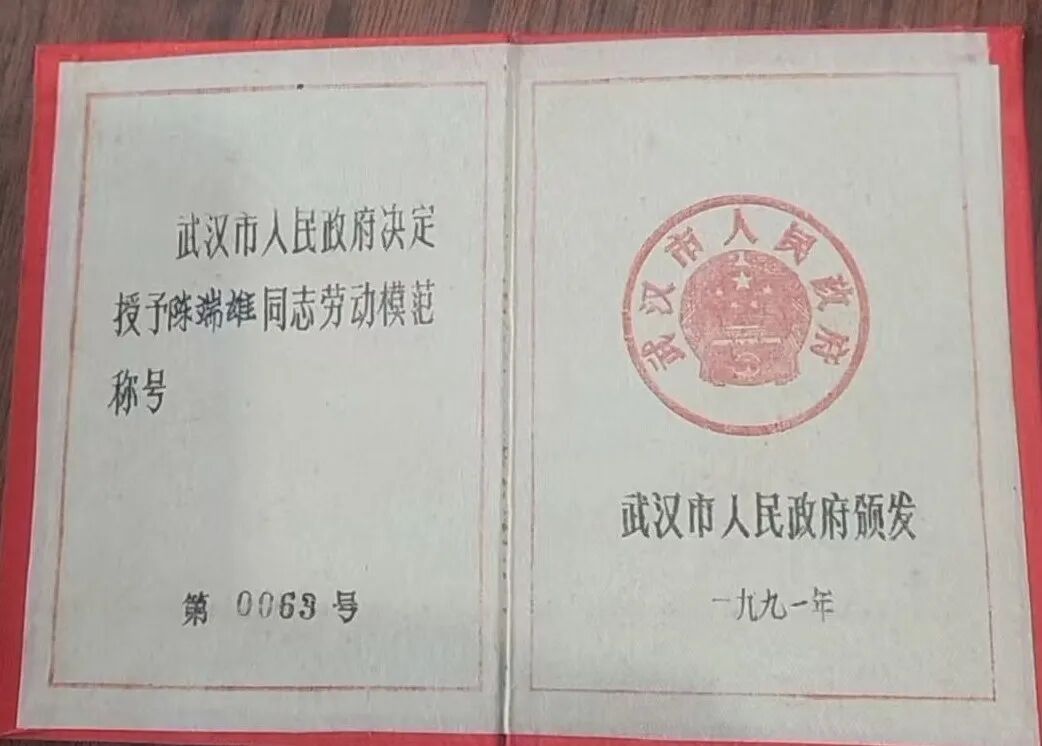 武汉市人民政府决定
授予陈端雄同志劳动模范
称号
第 0063 号
武汉市人民政府
武汉市人民政府颁发
一九九一年